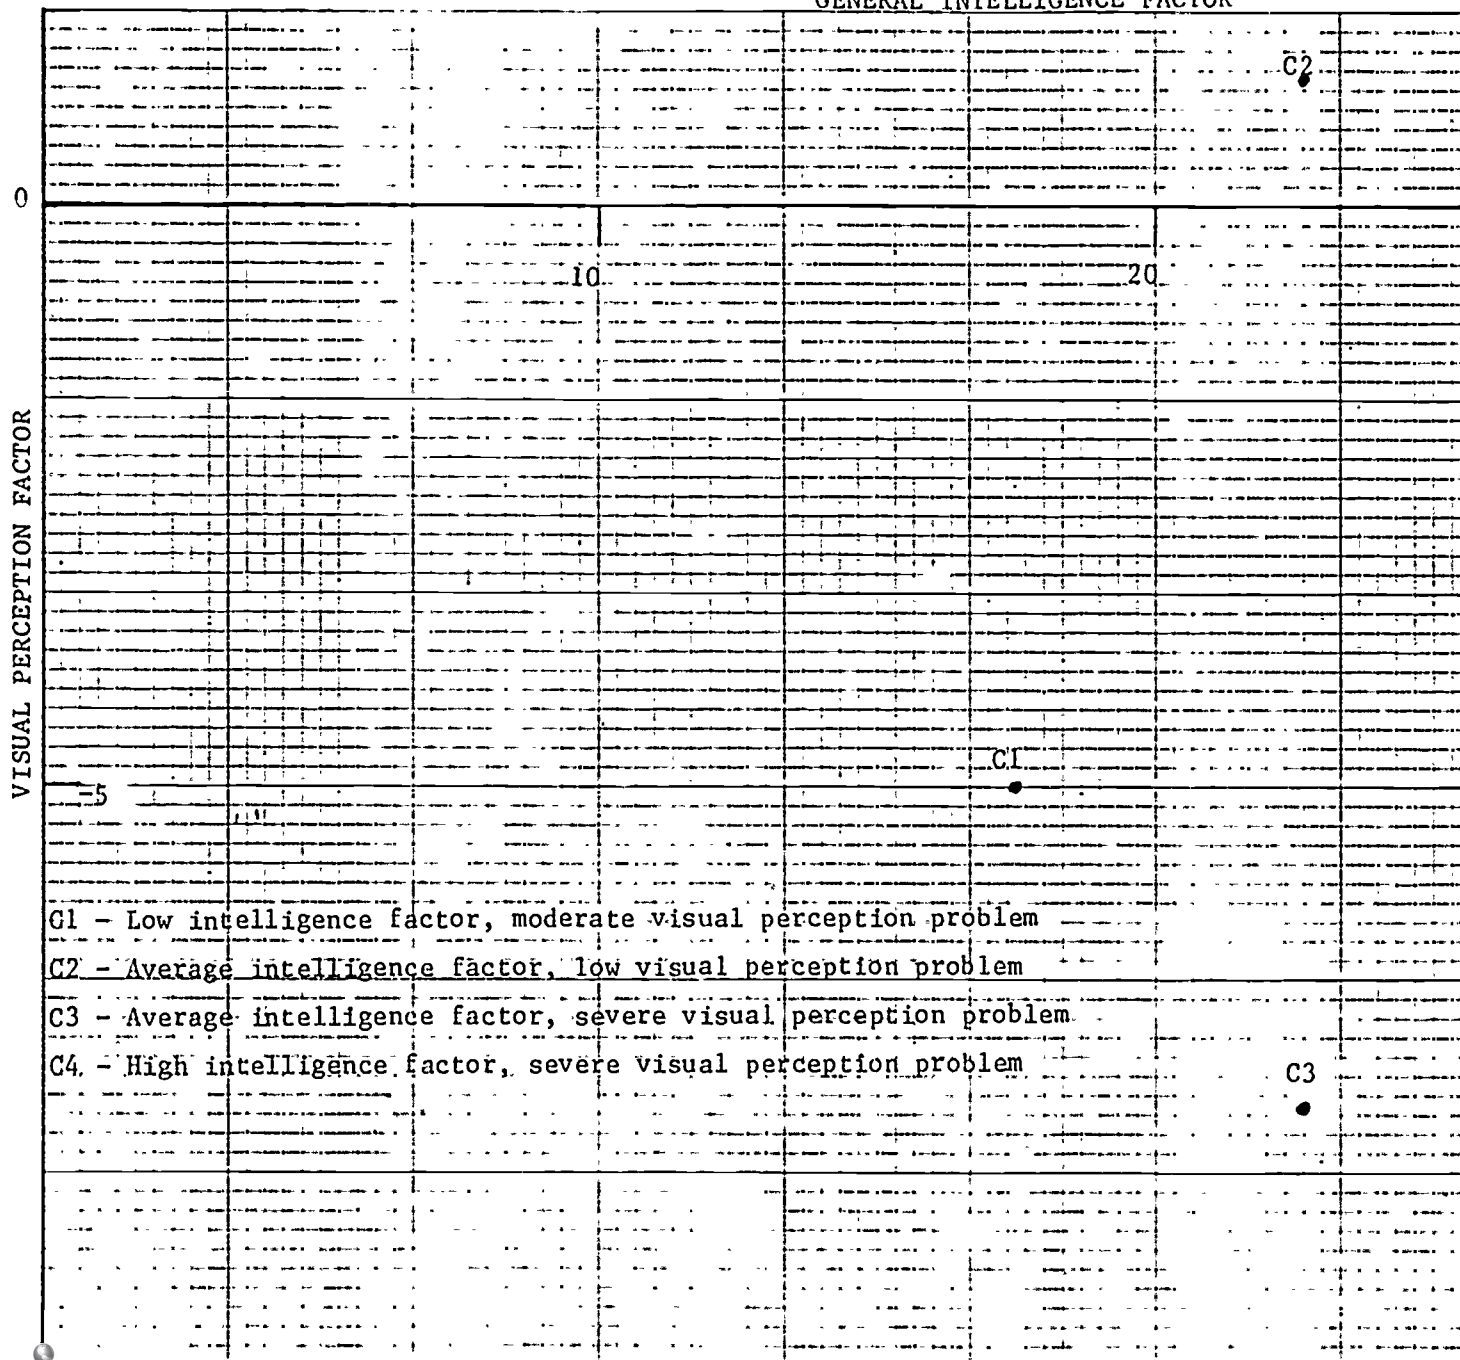 GENERAL INTELLIGENCE FACTOR
C2
0
10
20
VISUAL PERCEPTION FACTOR
C1
-5
C1 - Low intelligence factor, moderate visual perception problem
C2 - Average intelligence factor, low visual perception problem
C3 - Average intelligence factor, severe visual perception problem
C4 - High intelligence factor, severe visual perception problem
C3